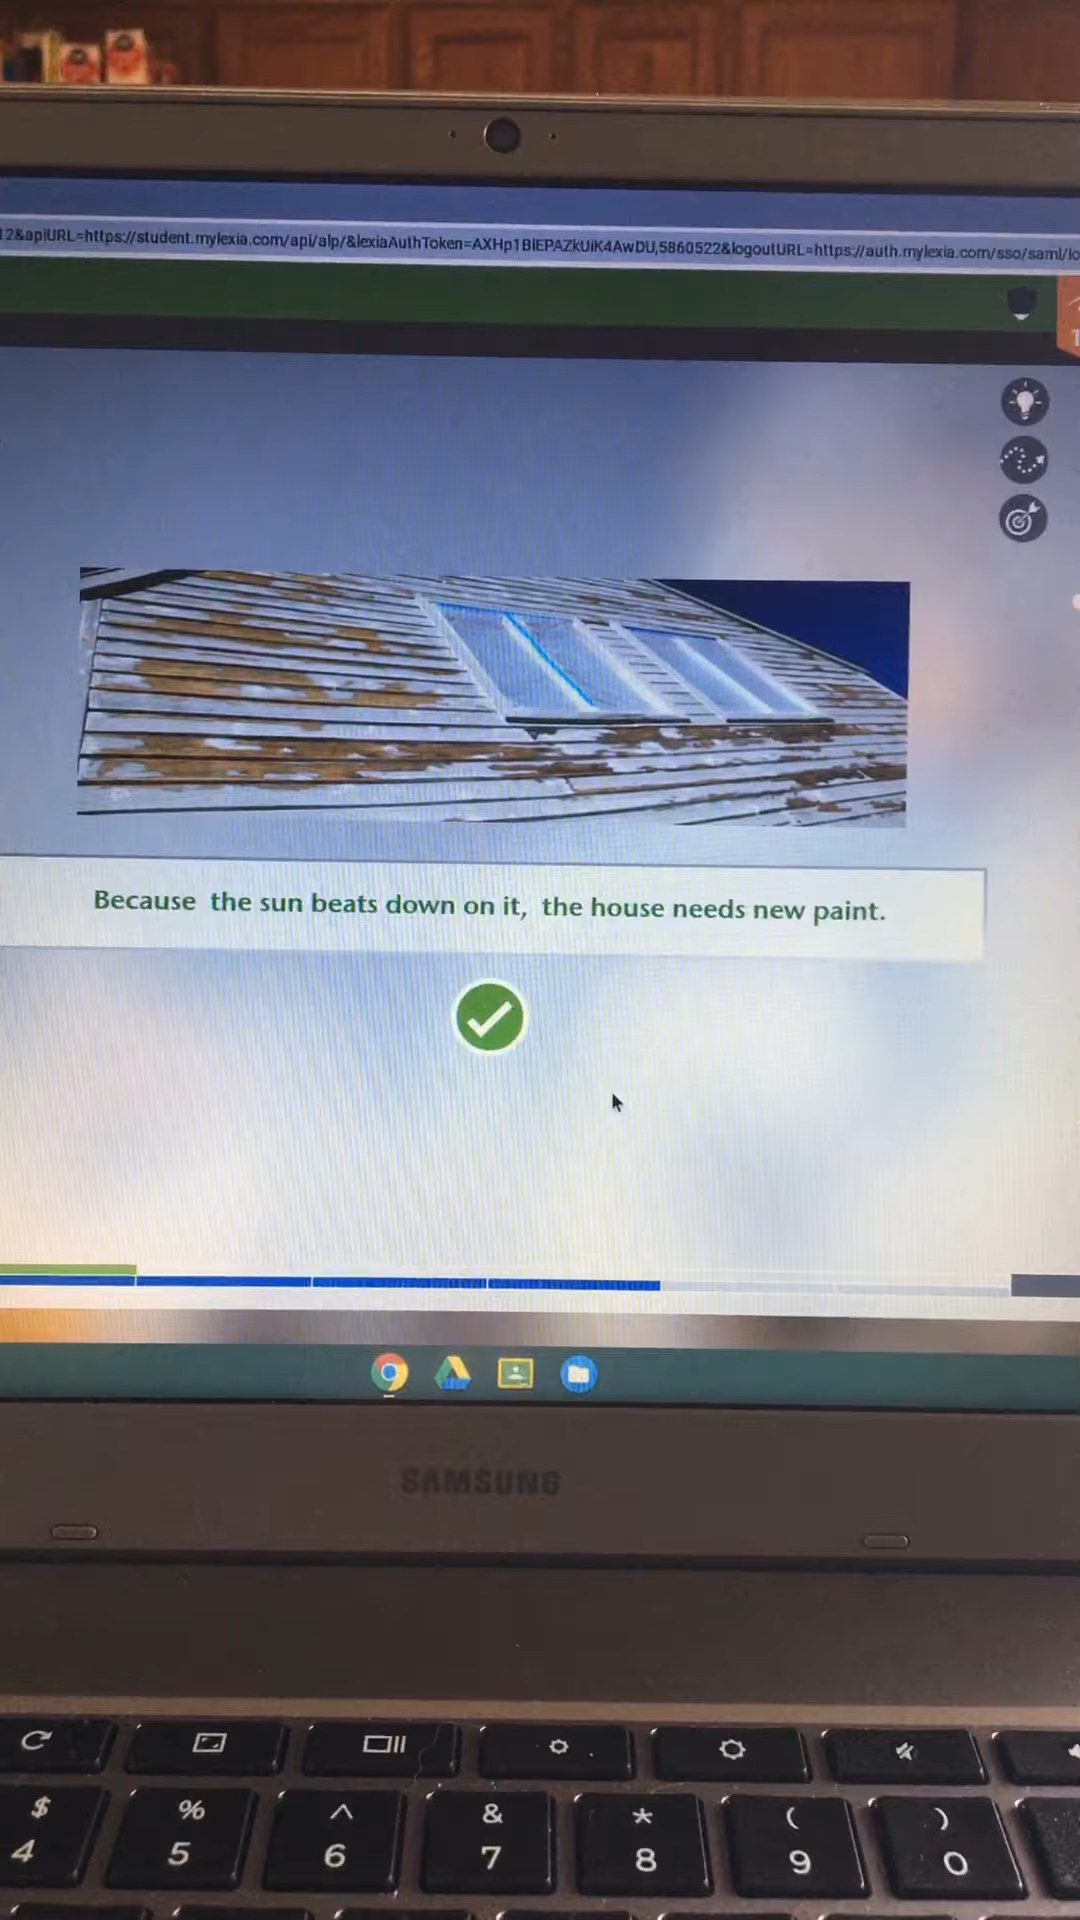 12&apiURL=https://student.mylexia.com/api/alp/&lexiaAuthToken=AXHp1BIEPAZkUiK4AwDU,5860522&logoutURL=https://auth.mylexia.com/sso/saml/lo
Because the sun beats down on it, the house needs new paint.
SAMSUNG
$ % ^ & * ( )
4 5 6 7 8 9 0